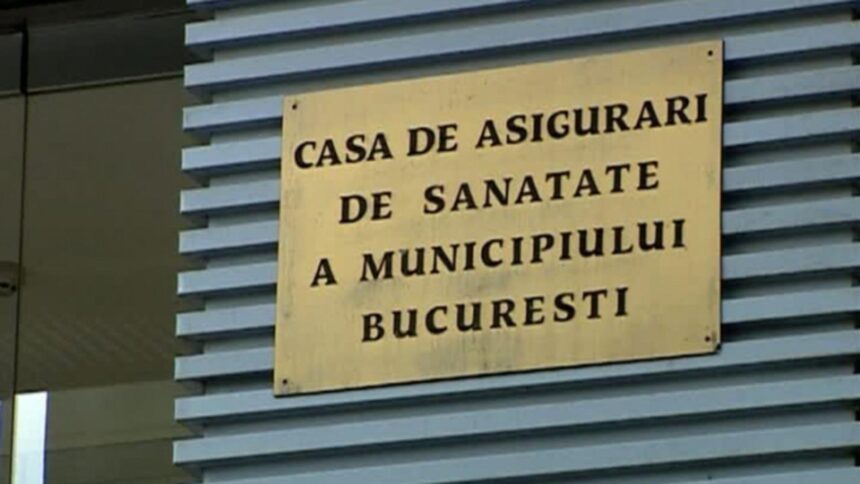 CASA DE ASIGURARI
DE SANATATE
A MUNICIPIULUI
BUCURESTI